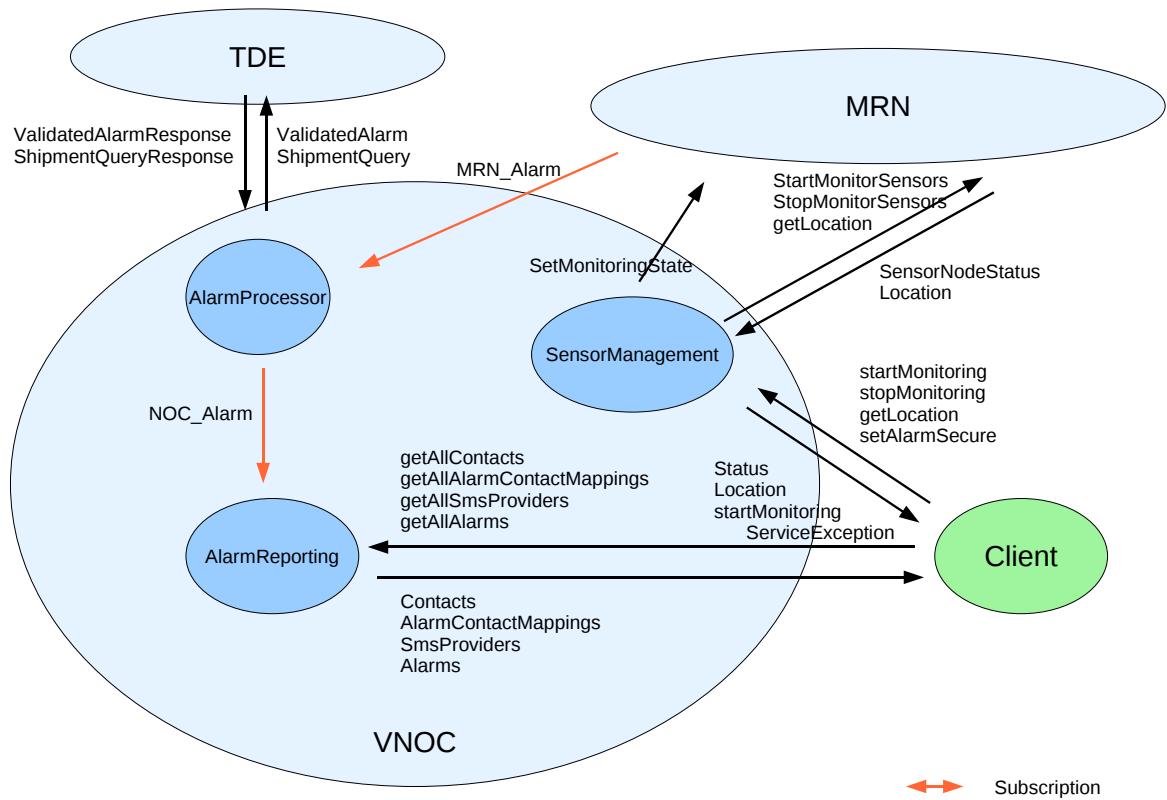 TDE
MRN
ValidatedAlarmResponse
ShipmentQueryResponse
ValidatedAlarm
ShipmentQuery
MRN_Alarm
StartMonitorSensors
StopMonitorSensors
getLocation
SetMonitoringState
SensorNodeStatus
Location
AlarmProcessor
SensorManagement
startMonitoring
stopMonitoring
getLocation
setAlarmSecure
NOC_Alarm
getAllContacts
getAllAlarmContactMappings
getAllSmsProviders
getAllAlarms
Status
Location
startMonitoring
ServiceException
AlarmReporting
Client
Contacts
AlarmContactMappings
SmsProviders
Alarms
VNOC
Subscription